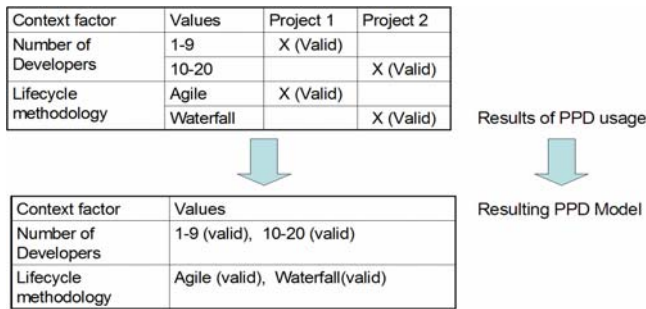 Context factor Values Project 1 Project 2
Number of Developers 1-9 X (Valid)
10-20 X (Valid)
Lifecycle methodology Agile X (Valid)
Waterfall X (Valid)
Results of PPD usage
Context factor Values
Number of Developers 1-9 (valid), 10-20 (valid)
Lifecycle methodology Agile (valid), Waterfall(valid)
Resulting PPD Model